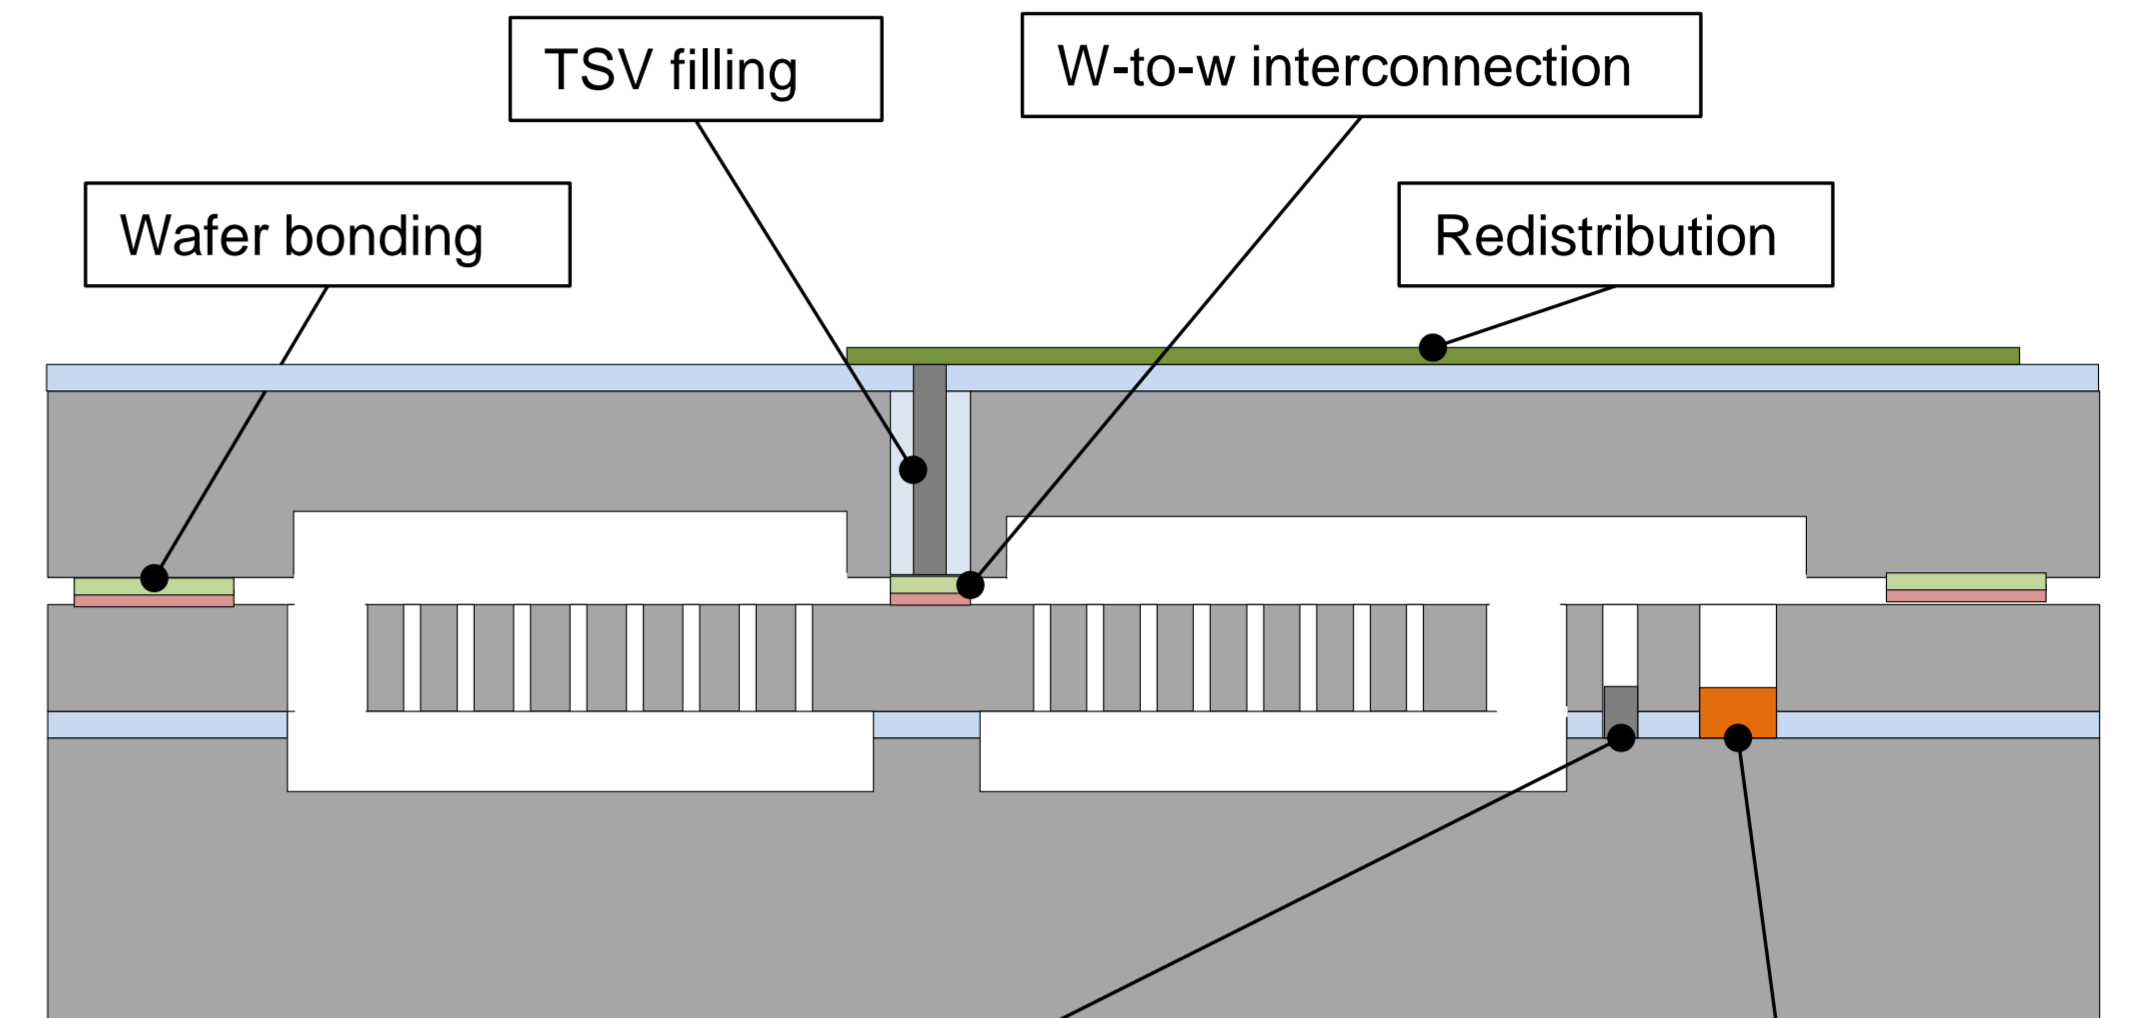 TSV filling
W-to-w interconnection
Wafer bonding
Redistribution